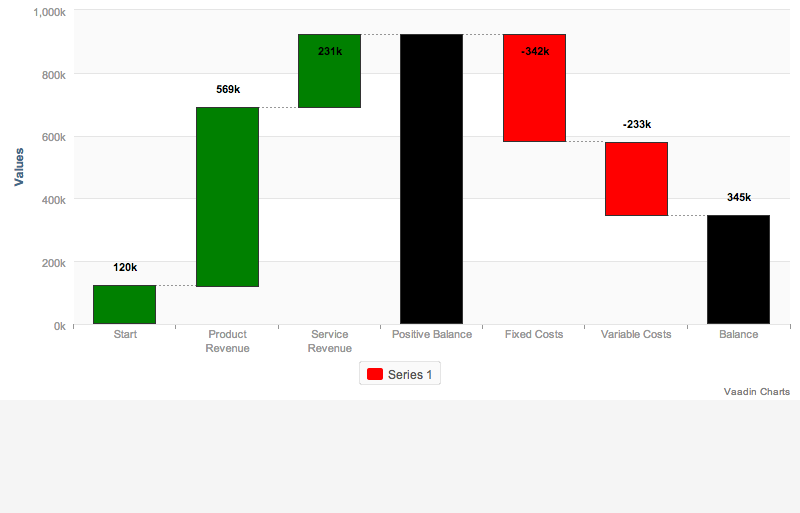 1,000k
800k
600k
400k
200k
0k
Values
120k
569k
231k
-342k
-233k
345k
Start
Product
Revenue
Service
Revenue
Positive Balance
Fixed Costs
Variable Costs
Balance
Series 1
Vaadin Charts